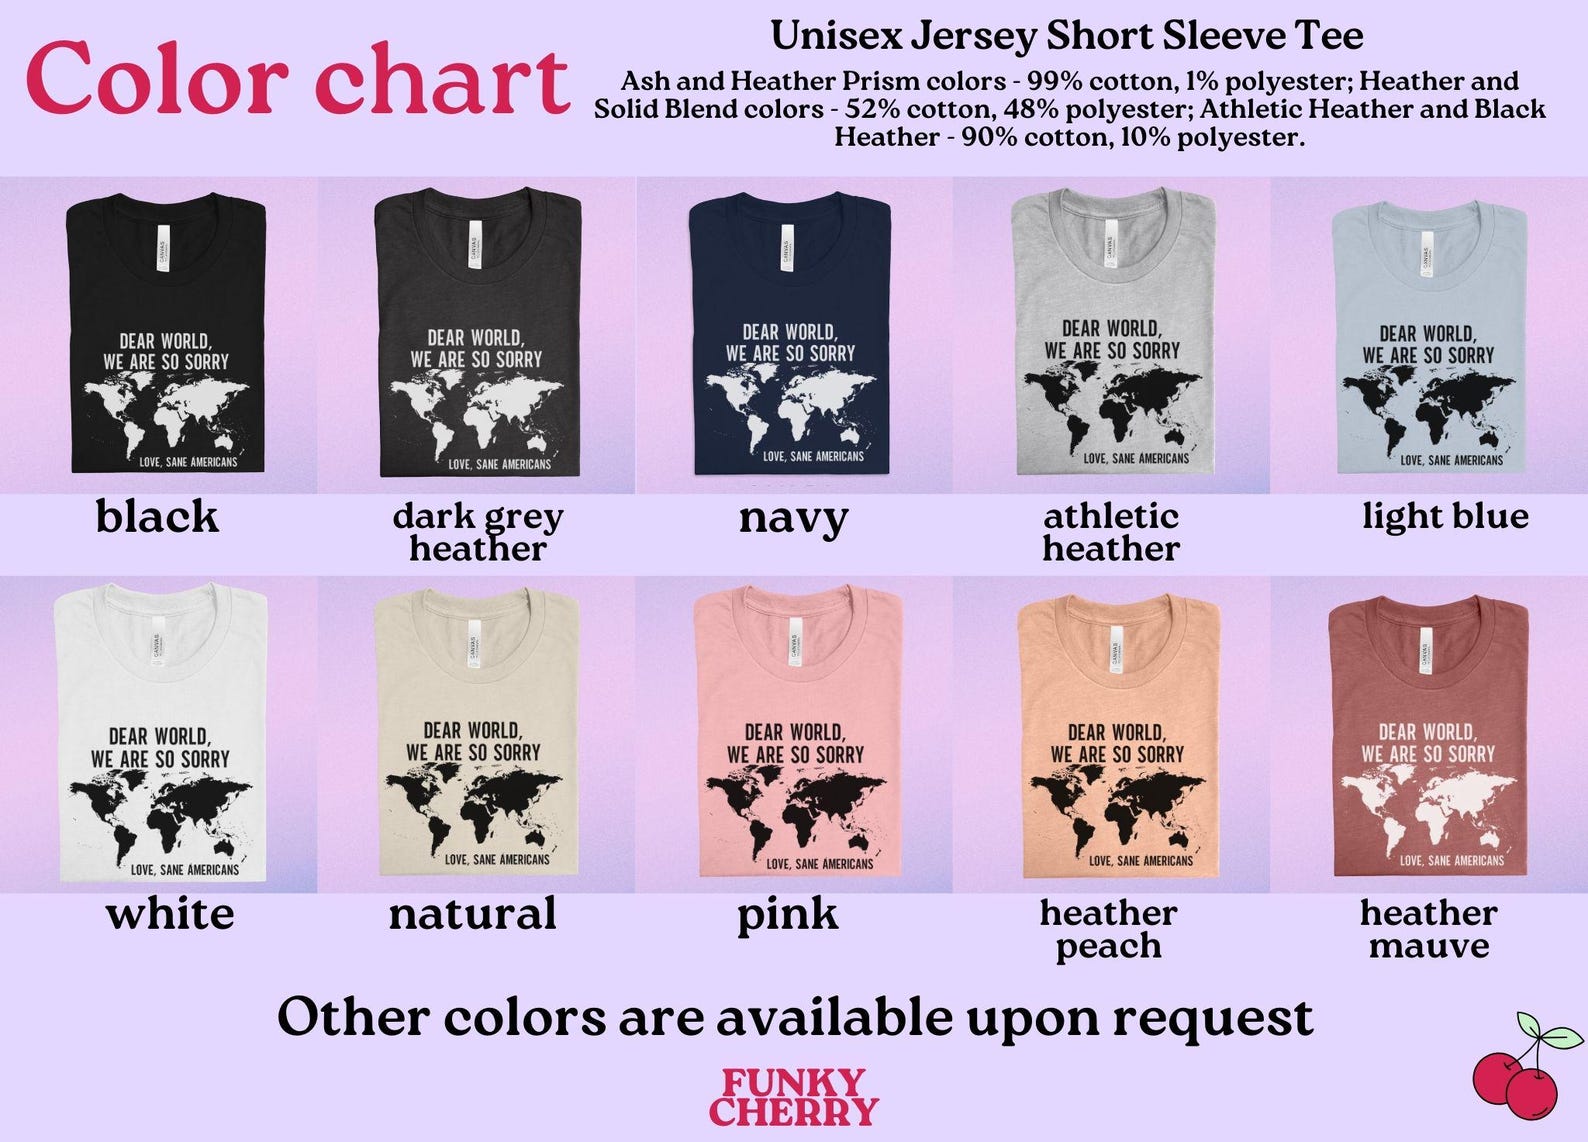 Color chart
Unisex Jersey Short Sleeve Tee
Ash and Heather Prism colors - 99% cotton, 1% polyester; Heather and
Solid Blend colors - 52% cotton, 48% polyester; Athletic Heather and Black
Heather - 90% cotton, 10% polyester.
CANVAS
DEAR WORLD,
WE ARE SO SORRY
LOVE, SANE AMERICANS
black
CANVAS
DEAR WORLD,
WE ARE SO SORRY
LOVE, SANE AMERICANS
dark grey
heather
CANVAS
DEAR WORLD,
WE ARE SO SORRY
LOVE, SANE AMERICANS
navy
CANVAS
DEAR WORLD,
WE ARE SO SORRY
LOVE, SANE AMERICANS
athletic
heather
CANVAS
DEAR WORLD,
WE ARE SO SORRY
LOVE, SANE AMERICANS
light blue
CANVAS
DEAR WORLD,
WE ARE SO SORRY
LOVE, SANE AMERICANS
white
CANVAS
DEAR WORLD,
WE ARE SO SORRY
LOVE, SANE AMERICANS
natural
CANVAS
DEAR WORLD,
WE ARE SO SORRY
LOVE, SANE AMERICANS
pink
CANVAS
DEAR WORLD,
WE ARE SO SORRY
LOVE, SANE AMERICANS
heather
peach
CANVAS
DEAR WORLD,
WE ARE SO SORRY
LOVE, SANE AMERICANS
heather
mauve
Other colors are available upon request
FUNKY
CHERRY